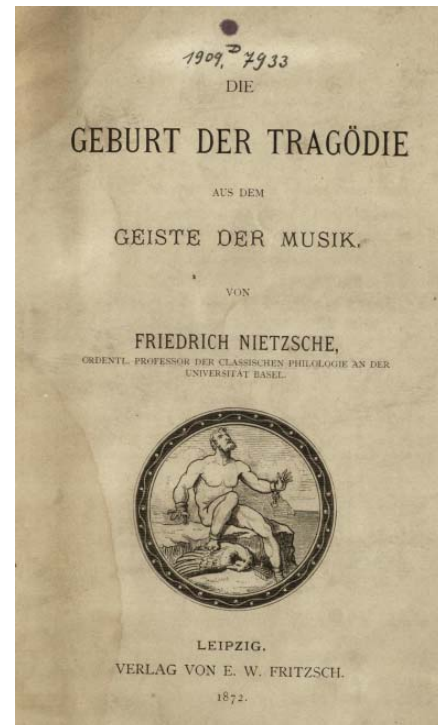 1909, D 7933
DIE
GEBURT DER TRAGÖDIE
AUS DEM
GEISTE DER MUSIK.
VON
FRIEDRICH NIETZSCHE,
ORDENTL. PROFESSOR DER CLASSISCHEN PHILOLOGIE AN DER
UNIVERSITÄT BASEL.
LEIPZIG.
VERLAG VON E. W. FRITZSCH.
1872.